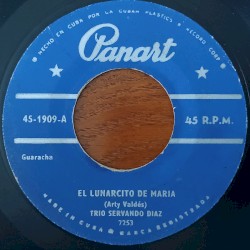 HECHO EN CUBA POR LA CUBAN PLASTICS & RECORD CORP.
Panart
45-1909-A
45 R.P.M.
Guaracho
EL LUNARCITO DE MARIA
(Arty Valdés)
TRIO SERVANDO DIAZ
7253
MADE IN CUBA MARCA REGISTRADA